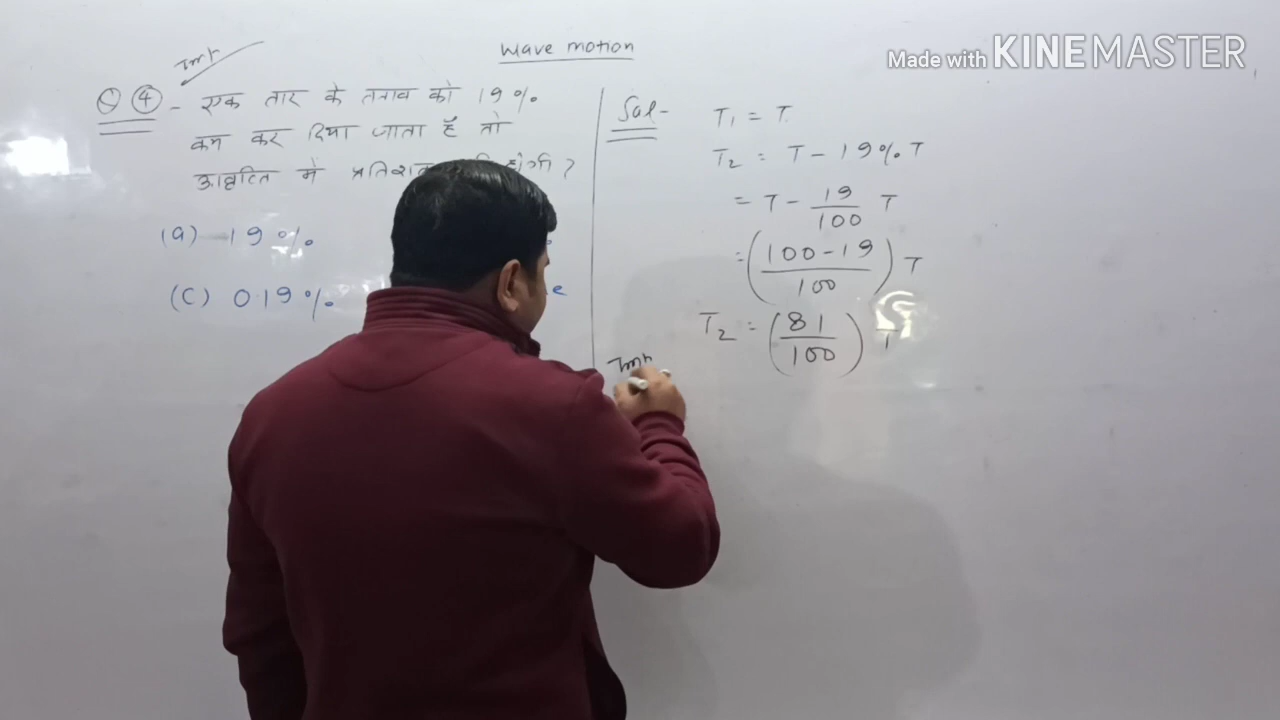 Wave motion
Made with KINEMASTER
Imp
Q ④ - एक तार के तनाव को 19%
कम कर दिया जाता है तो
आवृति में प्रतिशत होगी ?
(a) 19%
(C) 0.19%
Sol-
T₁ = T
T₂ = T - 19% T
= T - 19/100 T
= (100-19/100) T
T₂ = (81/100) T
Imp